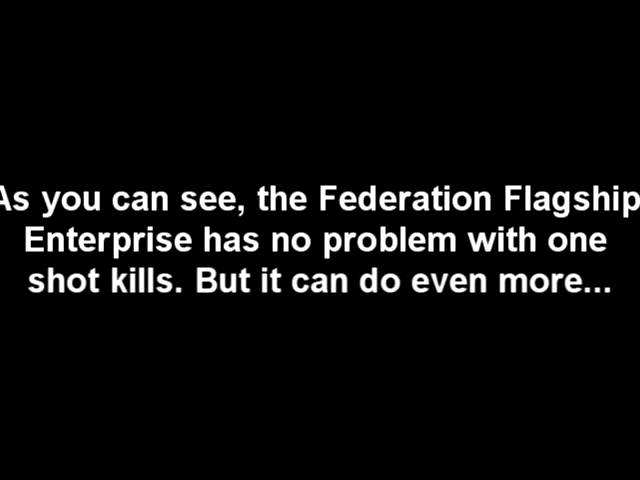 As you can see, the Federation Flagship
Enterprise has no problem with one
shot kills. But it can do even more...